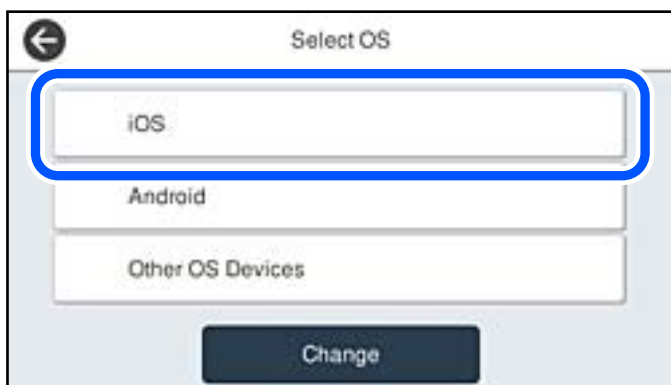 Select OS
iOS
Android
Other OS Devices
Change